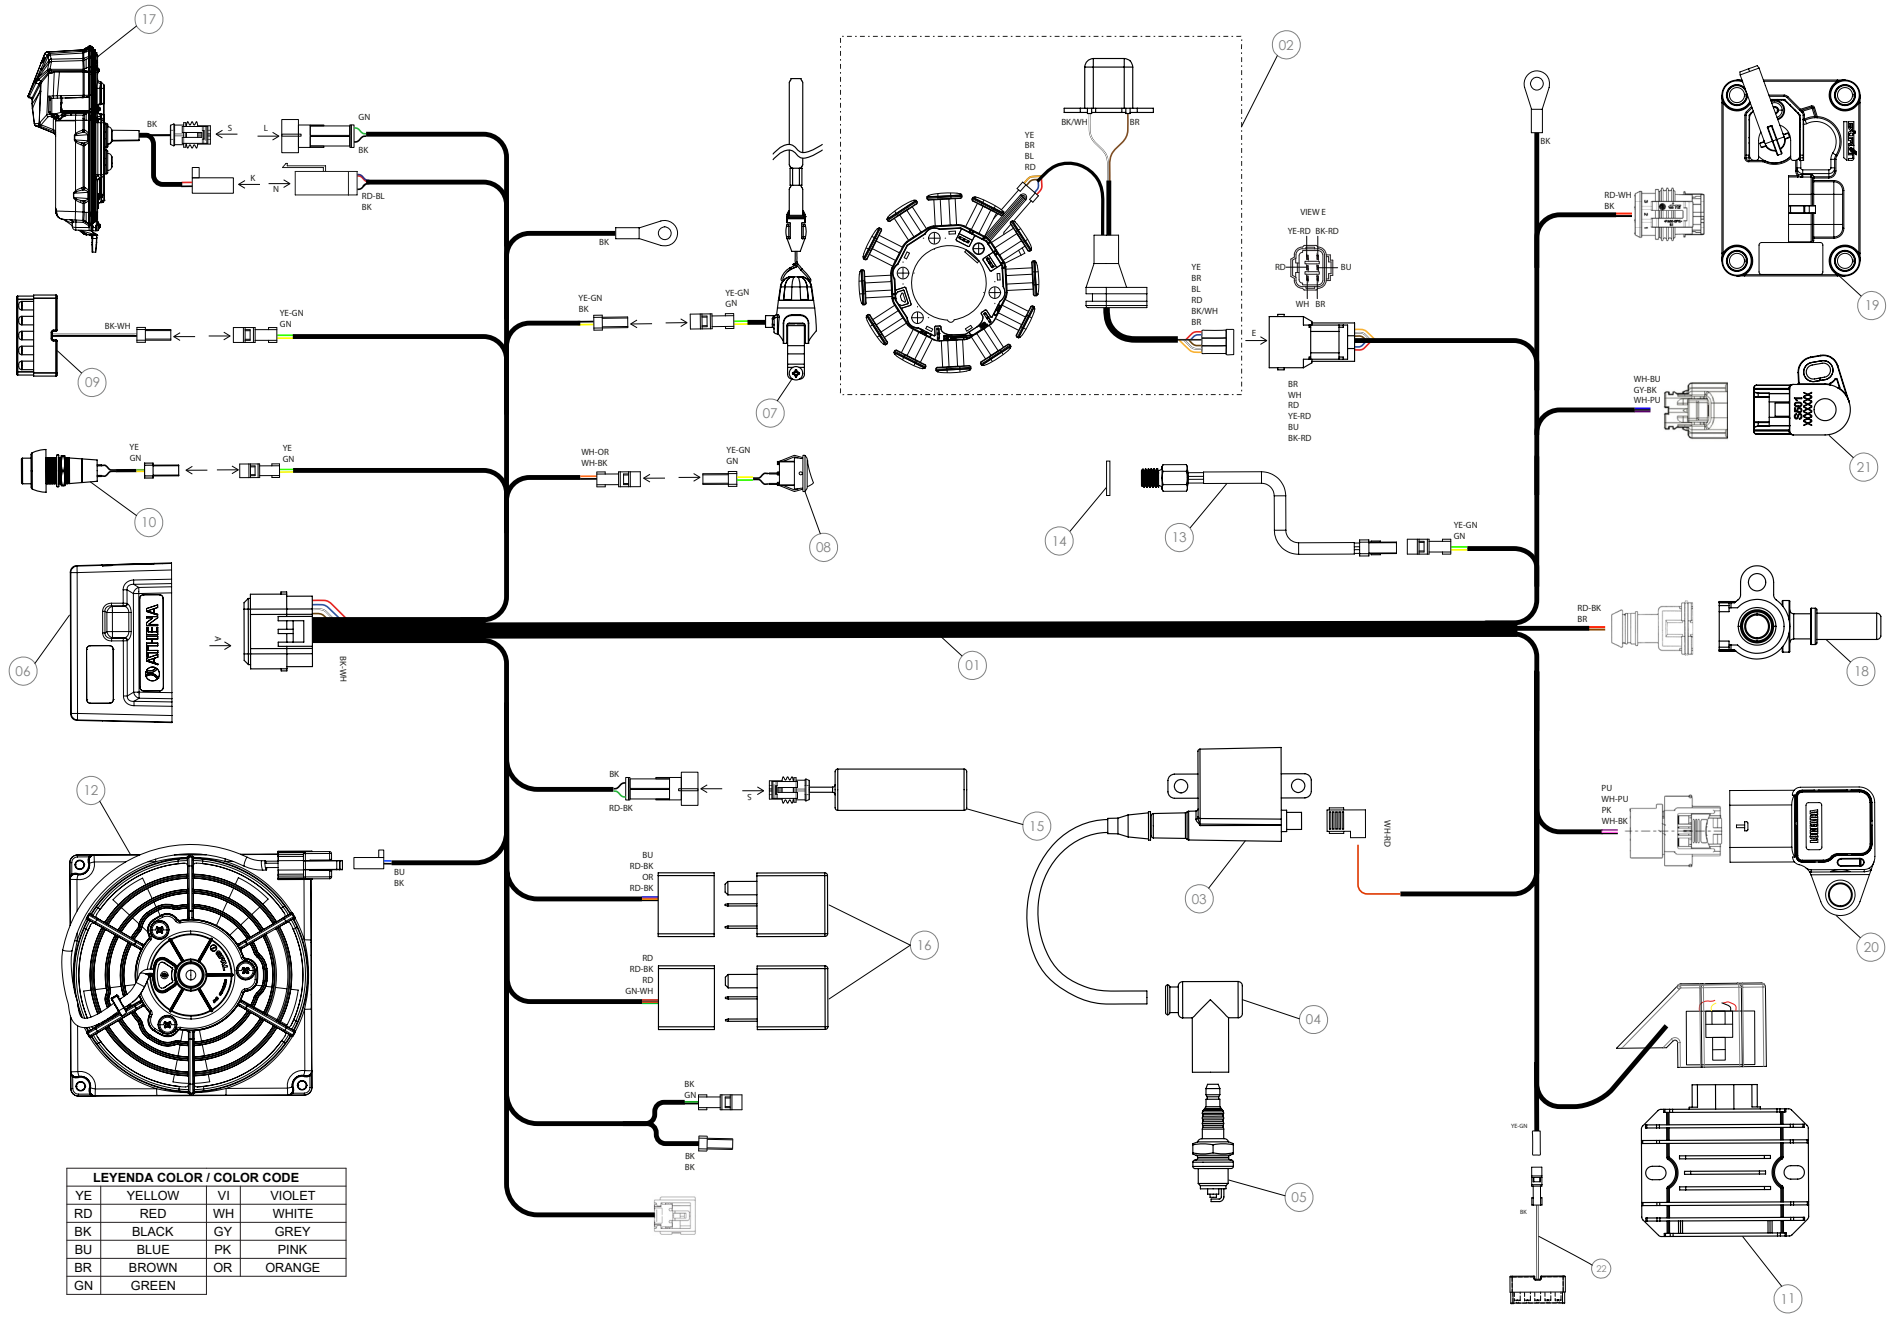 17
BK
S
L
GN
BK
K
N
RD-BL
BK
BK
09
BK-WH
YE-GN
GN
YE-GN
BK
YE-GN
GN
07
10
YE
GN
YE
GN
WH-OR
WH-BK
YE-GN
GN
08
02
BK/WH
BR
YE
BR
BL
RD
YE
BR
BL
RD
BK/WH
BR
E
VIEW E
YE-RD BK-RD
RD
BU
WH BR
BR
WH
RD
YE-RD
BU
BK-RD
BK
RD-WH
BK
19
WH-BU
GY-BK
WH-PU
S601
XXXXXX
21
14
13
YE-GN
GN
06
ATHENA
A
BK-WH
01
RD-BK
BR
18
12
BU
BK
BK
RD-BK
S
15
BU
RD-BK
OR
RD-BK
RD
RD-BK
RD
GN-WH
16
03
WH-RD
04
05
PU
WH-PU
PK
WH-BK
20
BK
GN
BK
BK
YE-GN
BK
22
11
LEYENDA COLOR / COLOR CODE
YE YELLOW VI VIOLET
RD RED WH WHITE
BK BLACK GY GREY
BU BLUE PK PINK
BR BROWN OR ORANGE
GN GREEN